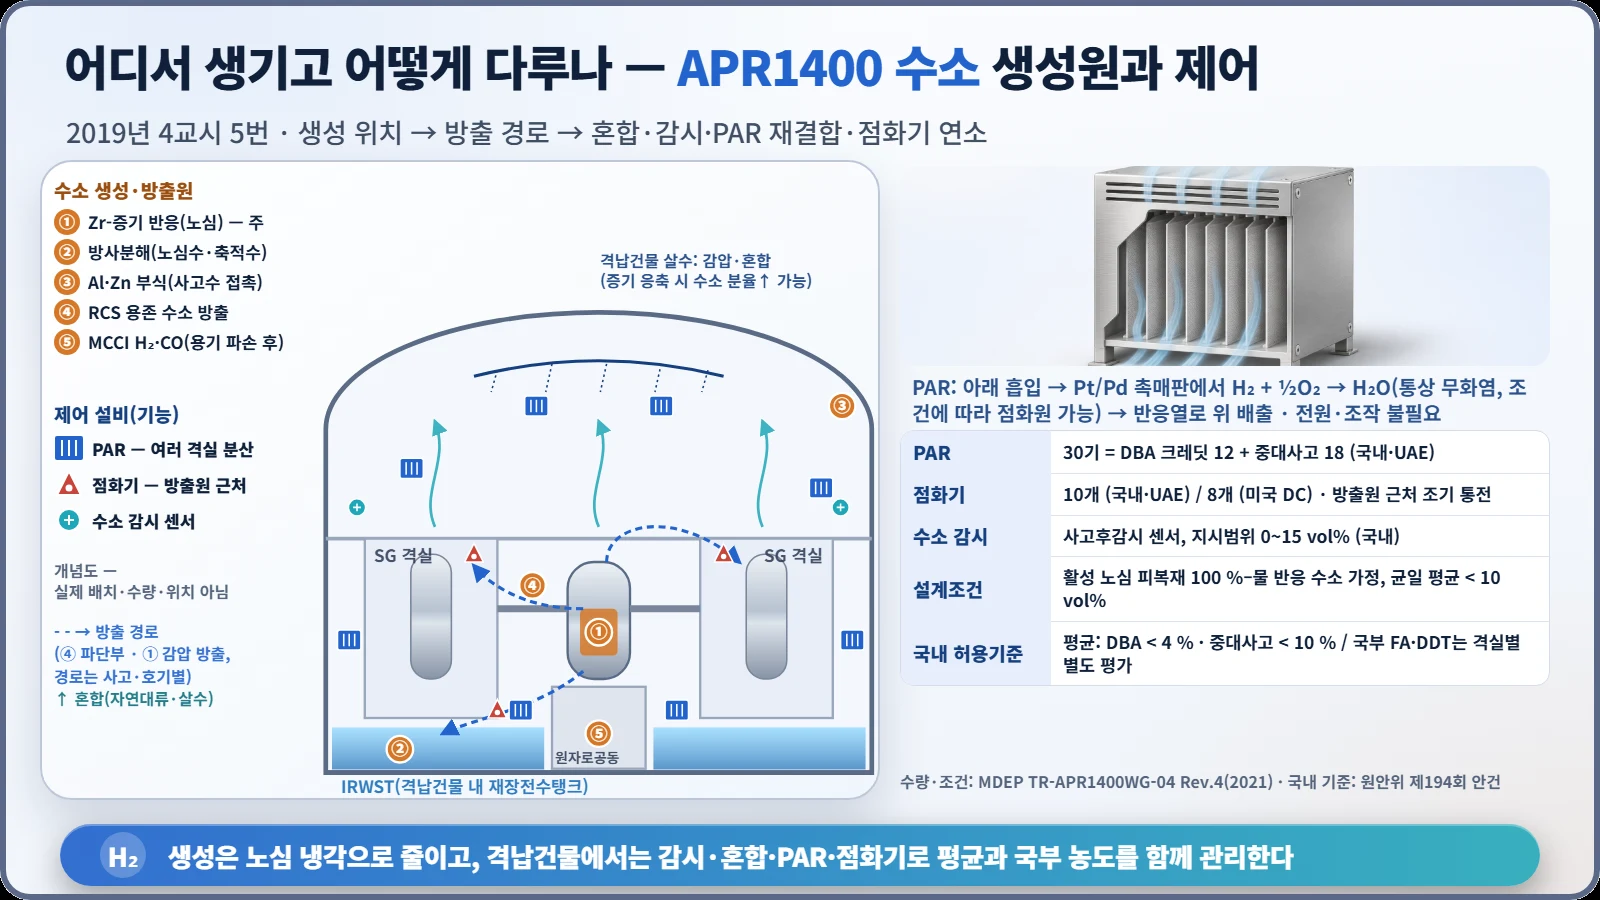 어디서 생기고 어떻게 다루나 — APR1400 수소 생성원과 제어
2019년 4교시 5번 · 생성 위치 → 방출 경로 → 혼합·감시·PAR 재결합·점화기 연소
수소 생성·방출원
① Zr-증기 반응(노심) — 주
② 방사분해(노심수·축적수)
③ Al·Zn 부식(사고수 접촉)
④ RCS 용존 수소 방출
⑤ MCCI H₂·CO(용기 파손 후)
제어 설비(기능)
PAR — 여러 격실 분산
점화기 — 방출원 근처
수소 감시 센서
개념도 —
실제 배치·수량·위치 아님
- - → 방출 경로
(④ 파단부 · ① 감압 방출,
경로는 사고·호기별)
↑ 혼합(자연대류·살수)
격납건물 살수: 감압·혼합
(증기 응축 시 수소 분율↑ 가능)
③
SG 격실
SG 격실
④
①
②
⑤
원자로공동
IRWST(격납건물 내 재장전수탱크)
PAR: 아래 흡입 → Pt/Pd 촉매판에서 H₂ + ½O₂ → H₂O(통상 무화염, 조
건에 따라 점화원 가능) → 반응열로 위 배출 · 전원·조작 불필요
PAR 30기 = DBA 크레딧 12 + 중대사고 18 (국내·UAE)
점화기 10개 (국내·UAE) / 8개 (미국 DC) · 방출원 근처 조기 통전
수소 감시 사고후감시 센서, 지시범위 0~15 vol% (국내)
설계조건 활성 노심 피복재 100 %–물 반응 수소 가정, 균일 평균 < 10
vol%
국내 허용기준 평균: DBA < 4 % · 중대사고 < 10 % / 국부 FA·DDT는 격실별
별도 평가
수량·조건: MDEP TR-APR1400WG-04 Rev.4(2021) · 국내 기준: 원안위 제194회 안건
H₂ 생성은 노심 냉각으로 줄이고, 격납건물에서는 감시·혼합·PAR·점화기로 평균과 국부 농도를 함께 관리한다